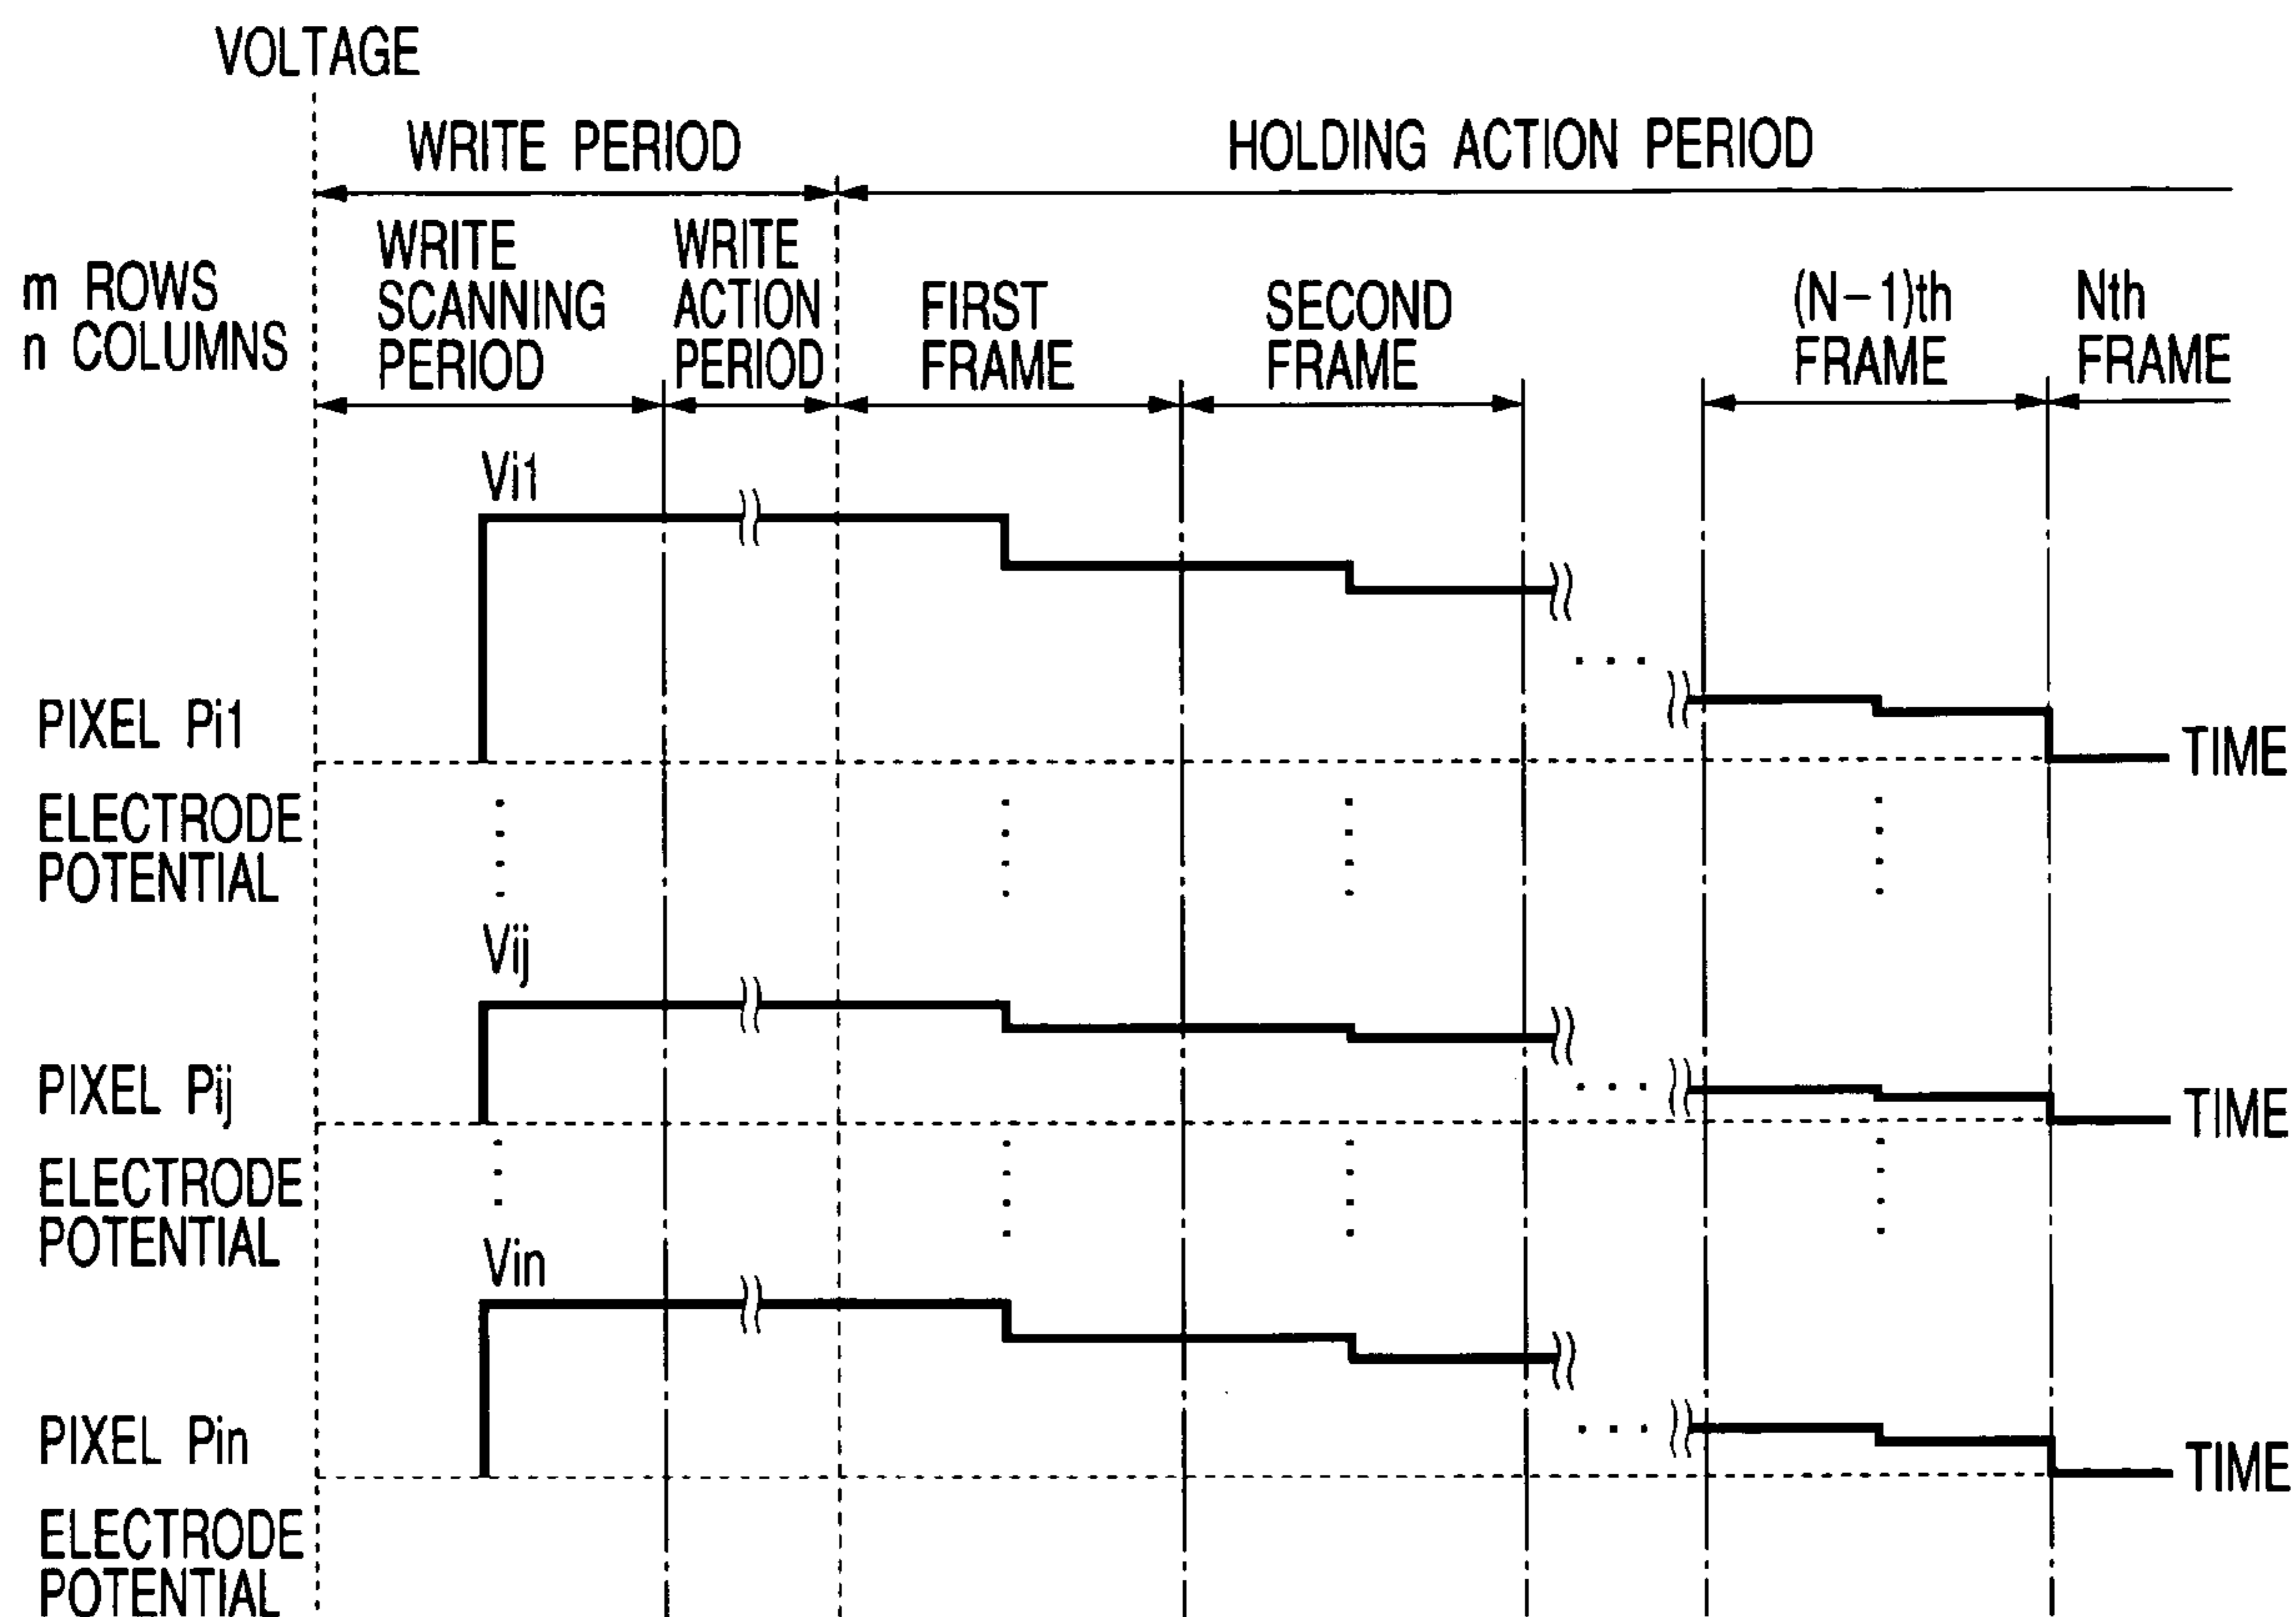 VOLTAGE
WRITE PERIOD
HOLDING ACTION PERIOD
m ROWS
n COLUMNS
WRITE
SCANNING
PERIOD
WRITE
ACTION
PERIOD
FIRST
FRAME
SECOND
FRAME
(N-1)th
FRAME
Nth
FRAME
Vi1
PIXEL Pi1
TIME
ELECTRODE
POTENTIAL
Vij
PIXEL Pij
TIME
ELECTRODE
POTENTIAL
Vin
PIXEL Pin
TIME
ELECTRODE
POTENTIAL